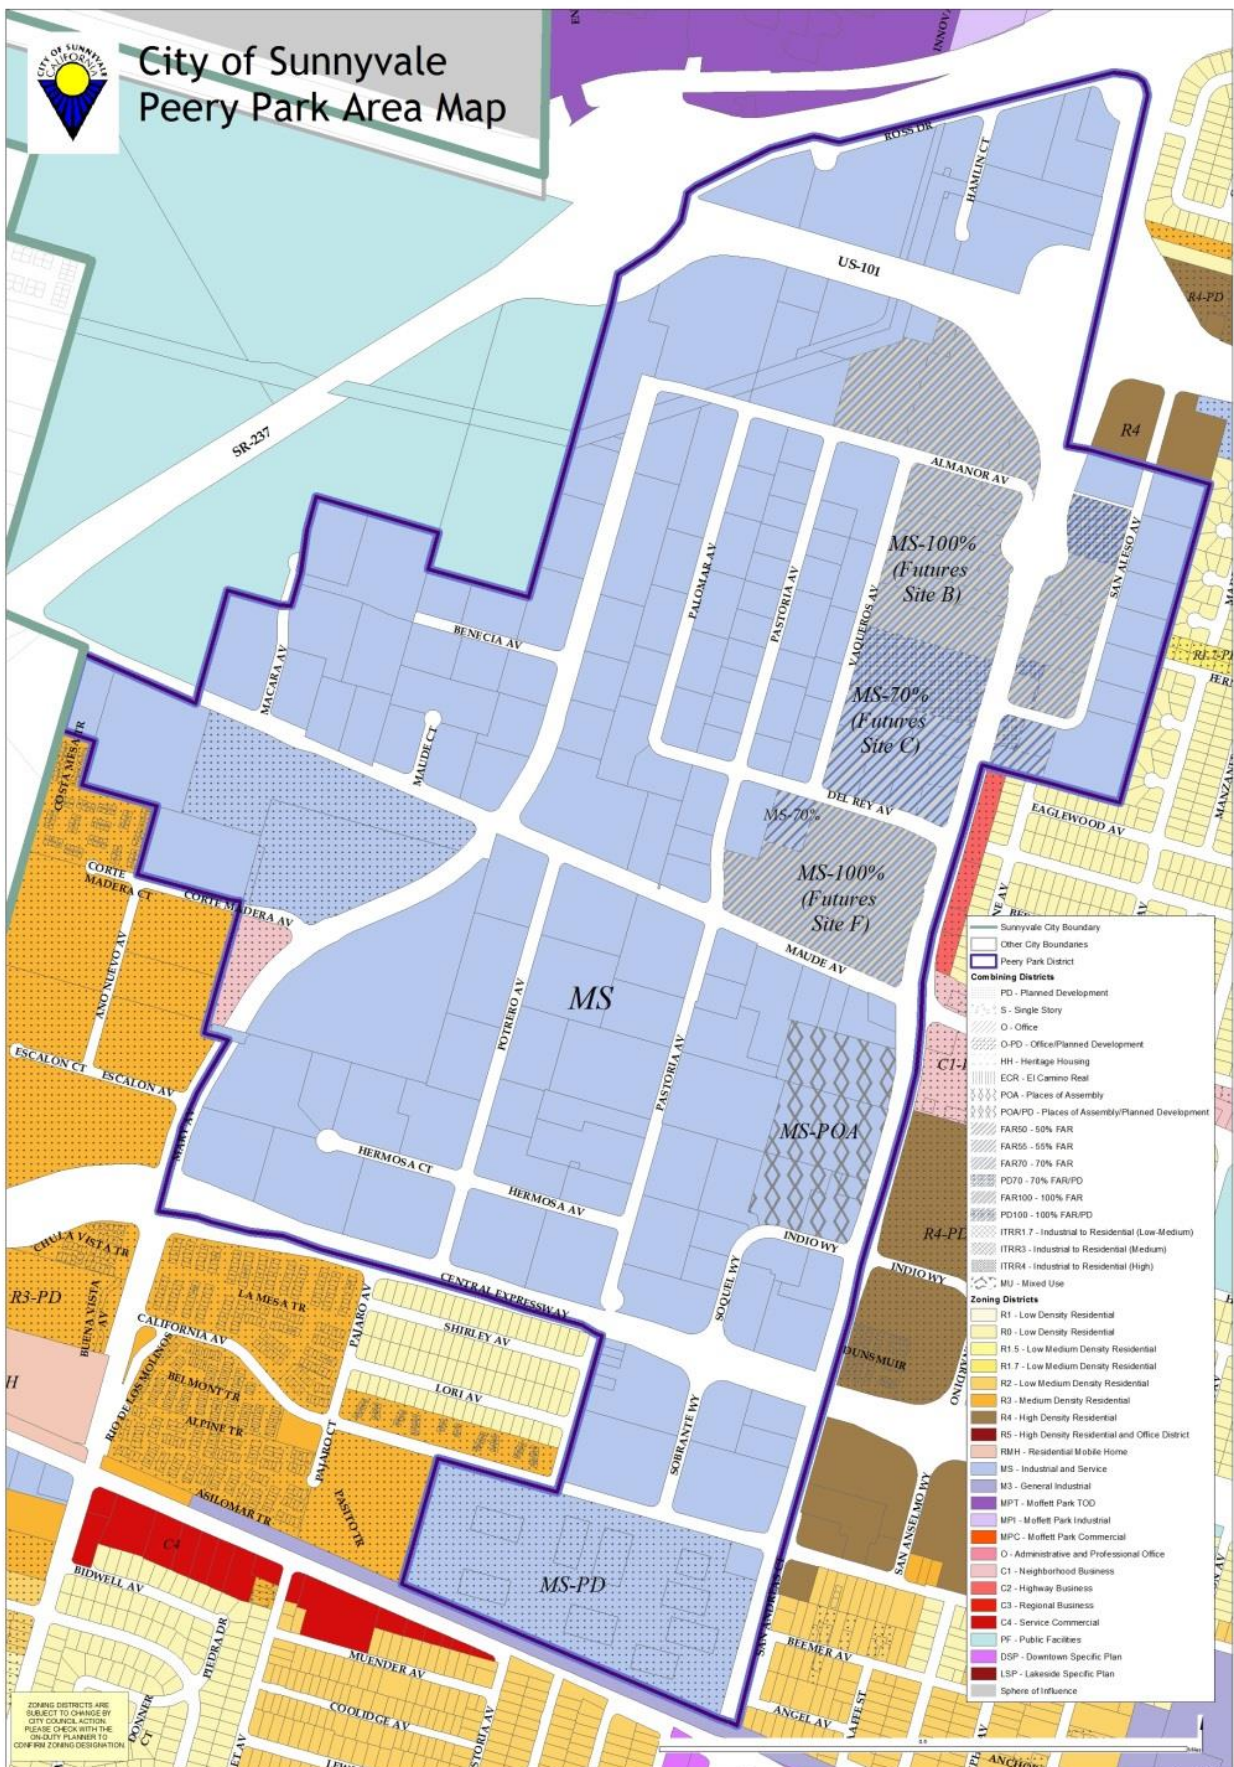 CITY OF SUNNYVALE
CALIFORNIA
City of Sunnyvale
Peery Park Area Map
ROSS DR
HAMLIN CT
US-101
R4-PD
SR-237
R4
ALMANOR AV
MS-100%
(Futures
Site B)
PALOMAR AV
PASTORIA AV
VAQUEROS AV
SAN ALESO AV
BENECIA AV
MACARA AV
MAUDE CT
COSTA MESA TR
MS-70%
(Futures
Site C)
DEL REY AV
MS-70%
MS-100%
(Futures
Site F)
EAGLEWOOD AV
CORTE
MADERA CT
CORTE MADERA AV
ANO NUEVO AV
MAUDE AV
MS
POTRERO AV
PASTORIA AV
ESCALON CT
ESCALON AV
MARY AV
MS-POA
HERMOSA CT
HERMOSA AV
INDIO WY
INDIO WY
SOQUEL WY
CHULA VISTA TR
R3-PD
BUENA VISTA
AV
LA MESA TR
CENTRAL EXPRESSWAY
PAJARO AV
SHIRLEY AV
CALIFORNIA AV
RIO DE LOS MOLINOS
BELMONT TR
LORI AV
ALPINE TR
PAJARO CT
DUNSMUIR
SOBRANTE WY
ASILOMAR TR
PASITO TR
SAN ANSELMO WY
C4
MS-PD
BIDWELL AV
PIEDRA DR
MUENDER AV
COOLIDGE AV
DONNER
CT
BEEMER AV
ANGEL AV
Sunnyvale City Boundary
Other City Boundaries
Peery Park District
Combining Districts
PD - Planned Development
S - Single Story
O - Office
O-PD - Office/Planned Development
HH - Heritage Housing
ECR - El Camino Real
POA - Places of Assembly
POA/PD - Places of Assembly/Planned Development
FAR50 - 50% FAR
FAR55 - 55% FAR
FAR70 - 70% FAR
PD70 - 70% FAR/PD
FAR100 - 100% FAR
PD100 - 100% FAR/PD
ITRR1.7 - Industrial to Residential (Low-Medium)
ITRR3 - Industrial to Residential (Medium)
ITRR4 - Industrial to Residential (High)
MU - Mixed Use
Zoning Districts
R1 - Low Density Residential
R0 - Low Density Residential
R1.5 - Low Medium Density Residential
R1.7 - Low Medium Density Residential
R2 - Low Medium Density Residential
R3 - Medium Density Residential
R4 - High Density Residential
R5 - High Density Residential and Office District
RMH - Residential Mobile Home
MS - Industrial and Service
M3 - General Industrial
MPT - Moffett Park TOD
MPI - Moffett Park Industrial
MPC - Moffett Park Commercial
O - Administrative and Professional Office
C1 - Neighborhood Business
C2 - Highway Business
C3 - Regional Business
C4 - Service Commercial
PF - Public Facilities
DSP - Downtown Specific Plan
LSP - Lakeside Specific Plan
Sphere of Influence
ZONING DISTRICTS ARE
SUBJECT TO CHANGE BY
CITY COUNCIL ACTION.
PLEASE CHECK WITH THE
ON-DUTY PLANNER TO
CONFIRM ZONING DESIGNATION